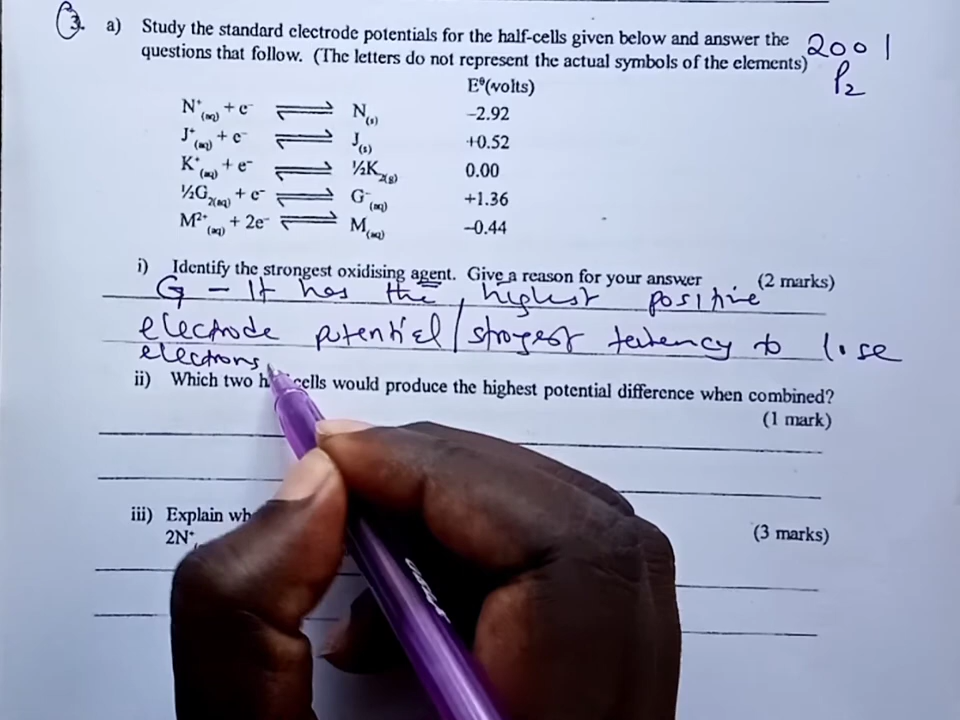 3. a) Study the standard electrode potentials for the half-cells given below and answer the 2001
questions that follow. (The letters do not represent the actual symbols of the elements) P2
E⁰(volts)
N⁺(aq) + e⁻ ⇌ N(s) –2.92
J⁺(aq) + e⁻ ⇌ J(s) +0.52
K⁺(aq) + e⁻ ⇌ ½K2(g) 0.00
½G2(aq) + e⁻ ⇌ G⁻(aq) +1.36
M²⁺(aq) + 2e⁻ ⇌ M(aq) –0.44
i) Identify the strongest oxidising agent. Give a reason for your answer (2 marks)
G - It has the highest positive
electrode potential / strogest tentency to lose
electrons
ii) Which two cells would produce the highest potential difference when combined?
(1 mark)
iii) Explain (3 marks)
2N⁺